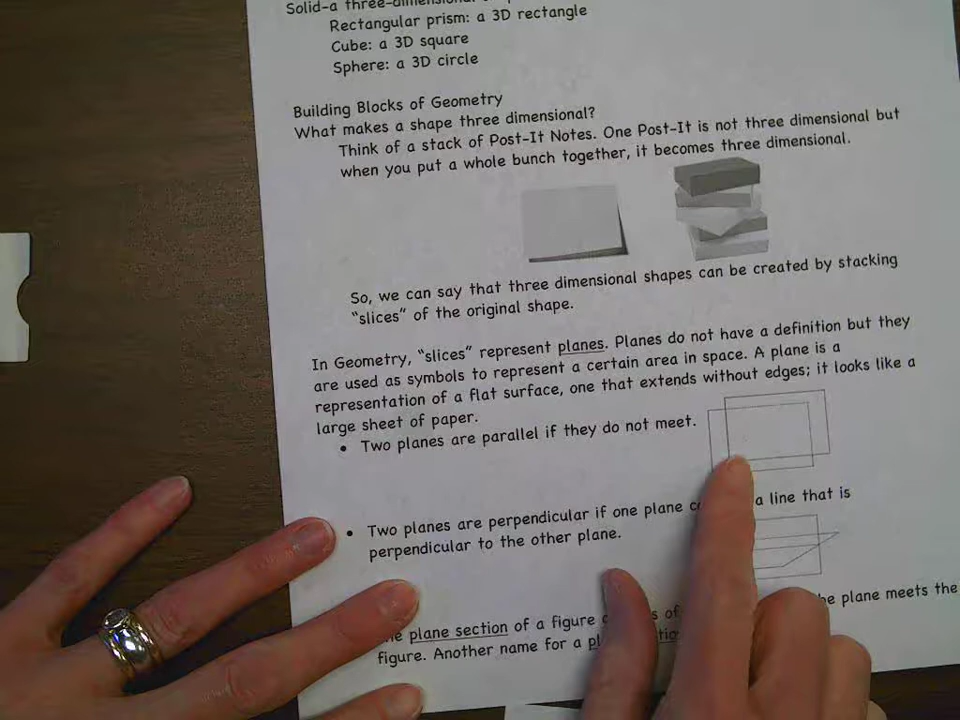 Solid-a three-dimensional
Rectangular prism: a 3D rectangle
Cube: a 3D square
Sphere: a 3D circle
Building Blocks of Geometry
What makes a shape three dimensional?
Think of a stack of Post-It Notes. One Post-It is not three dimensional but
when you put a whole bunch together, it becomes three dimensional.
So, we can say that three dimensional shapes can be created by stacking
"slices" of the original shape.
In Geometry, "slices" represent planes. Planes do not have a definition but they
are used as symbols to represent a certain area in space. A plane is a
representation of a flat surface, one that extends without edges; it looks like a
large sheet of paper.
• Two planes are parallel if they do not meet.
• Two planes are perpendicular if one plane a line that is
perpendicular to the other plane.
plane section of a figure of plane meets the
figure. Another name for a